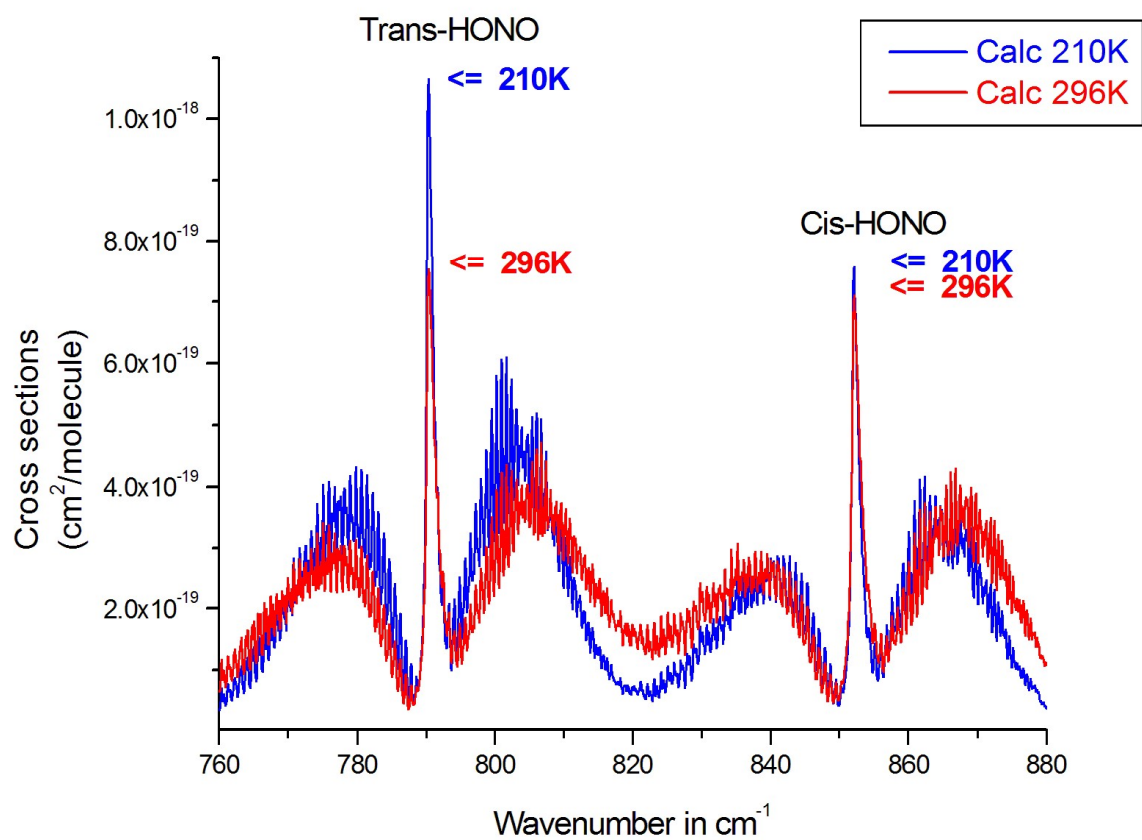 Trans-HONO
Calc 210K
Calc 296K
<= 210K
<= 296K
Cis-HONO
<= 210K
<= 296K
1.0x10⁻¹⁸
8.0x10⁻¹⁹
6.0x10⁻¹⁹
4.0x10⁻¹⁹
2.0x10⁻¹⁹
Cross sections
(cm²/molecule)
760 780 800 820 840 860 880
Wavenumber in cm⁻¹